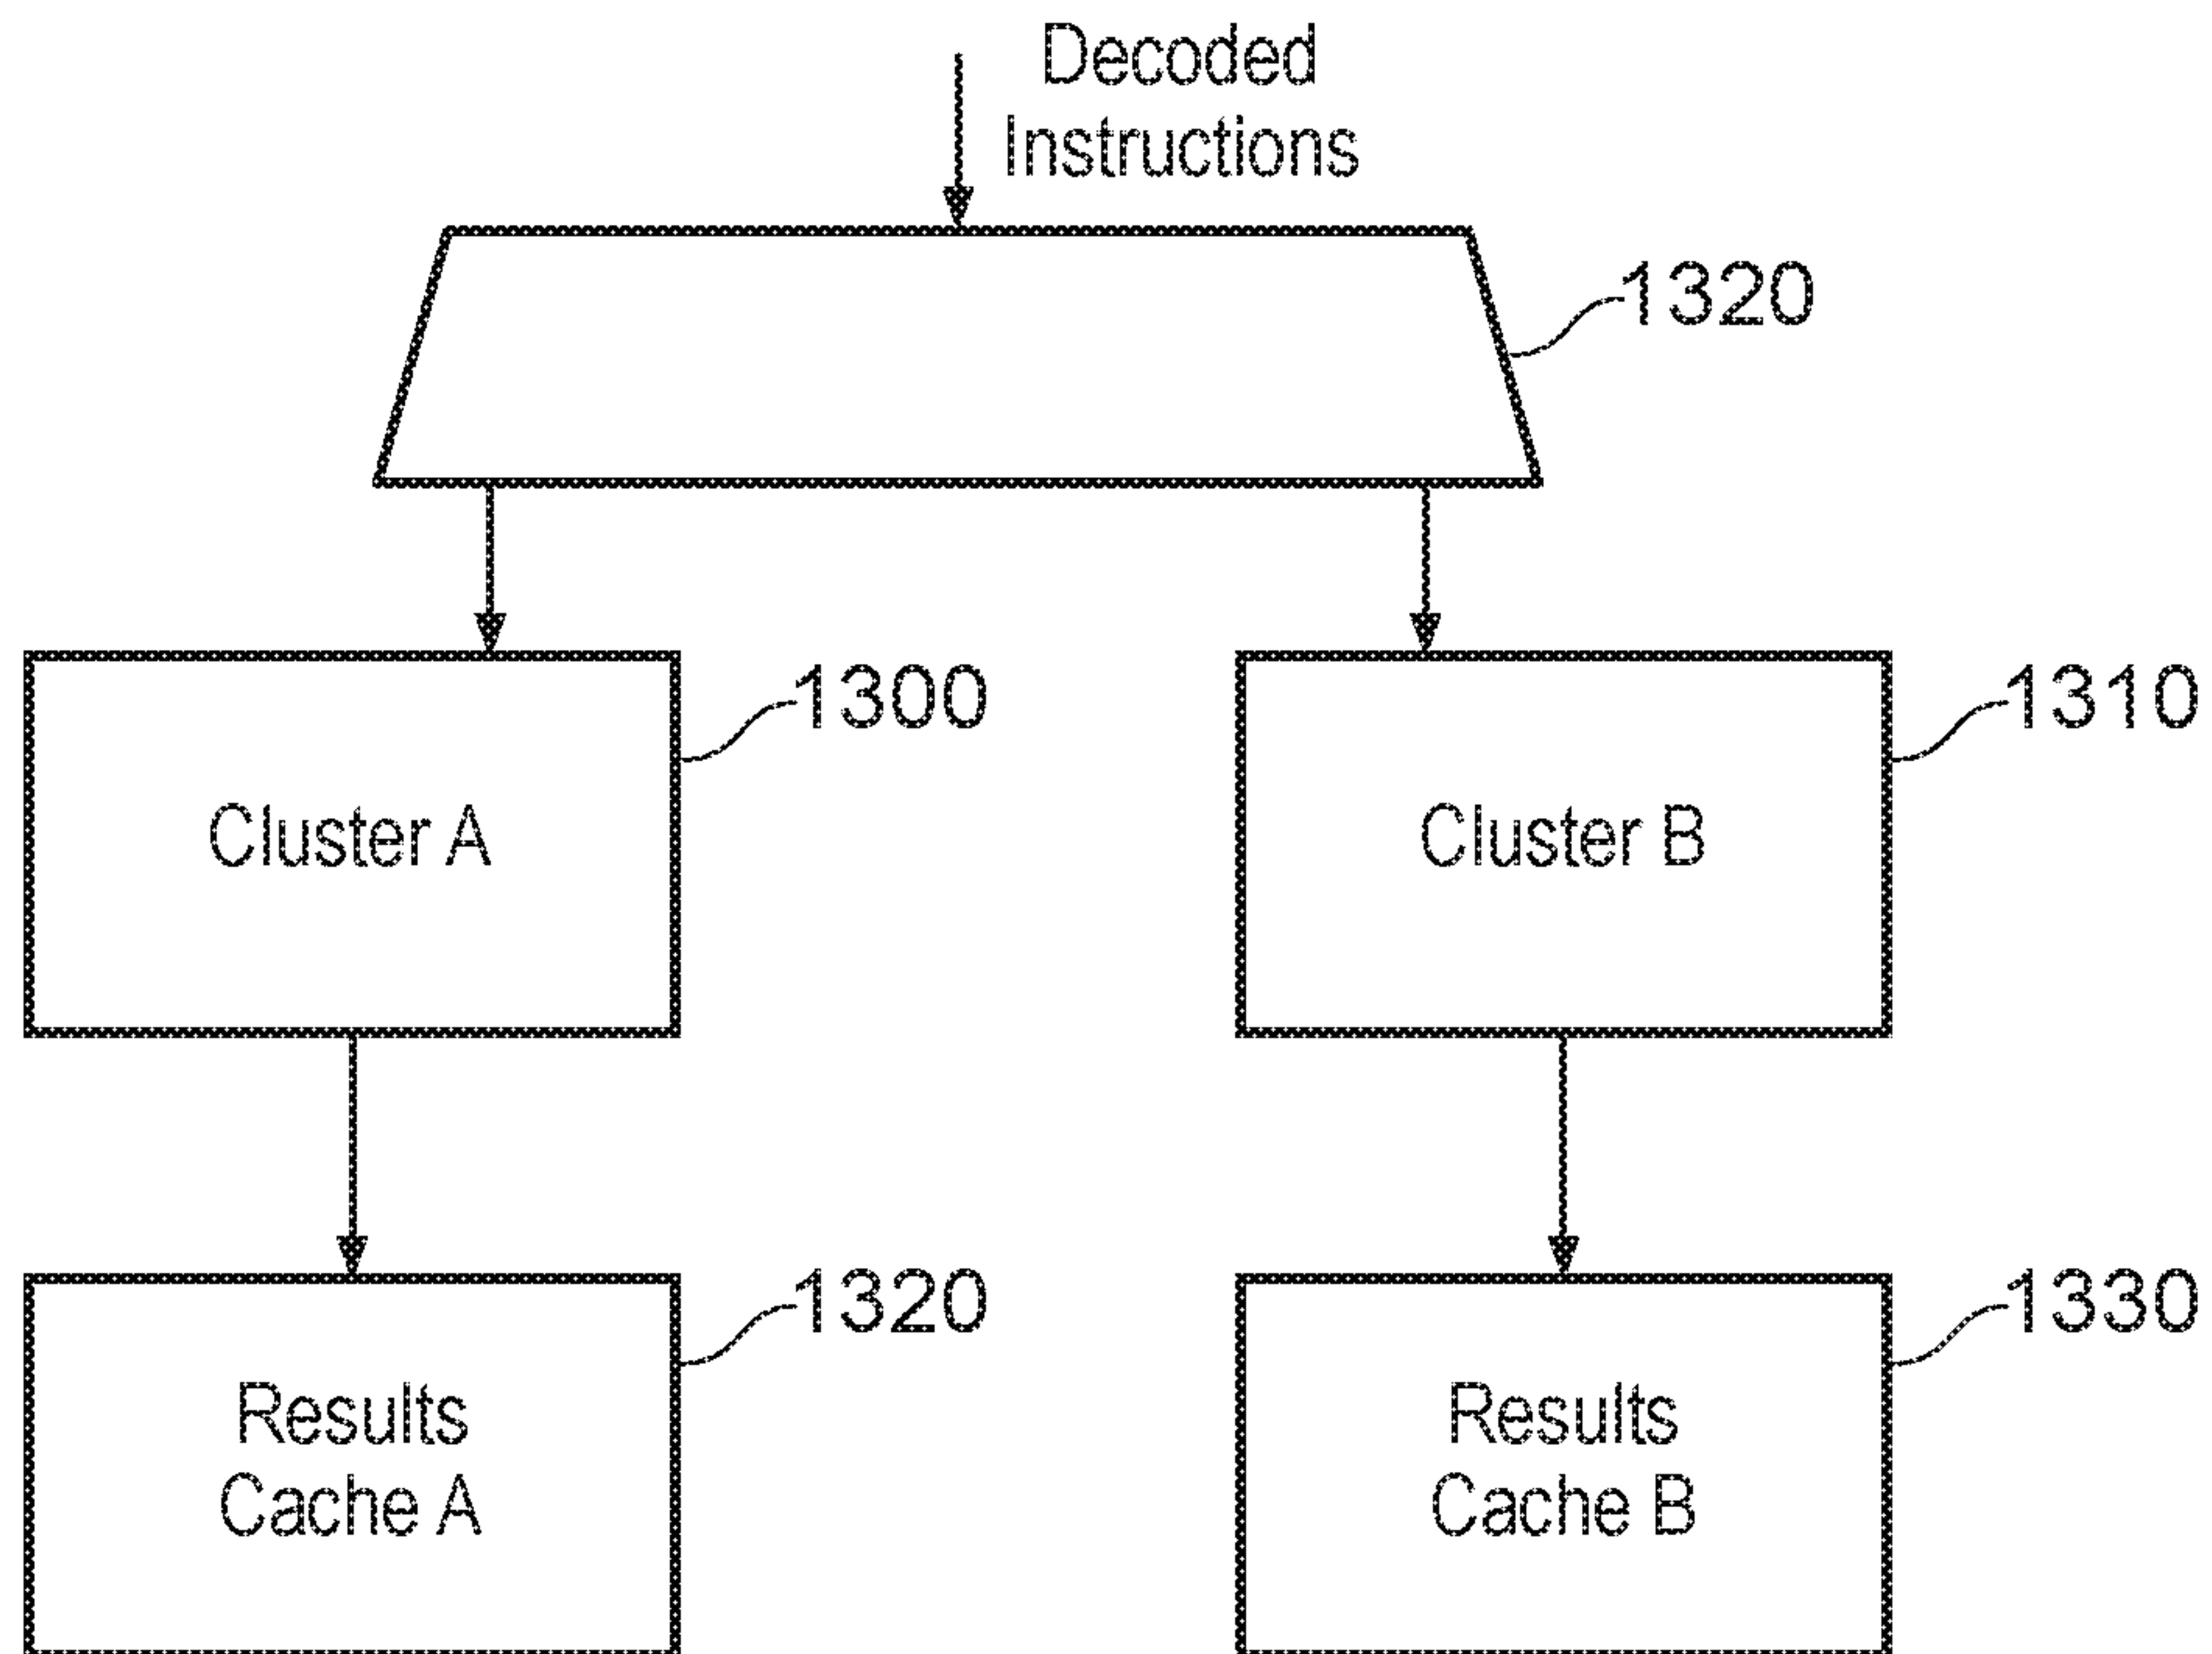 Decoded
Instructions
1320
1300
1310
Cluster A
Cluster B
1320
1330
Results
Cache A
Results
Cache B